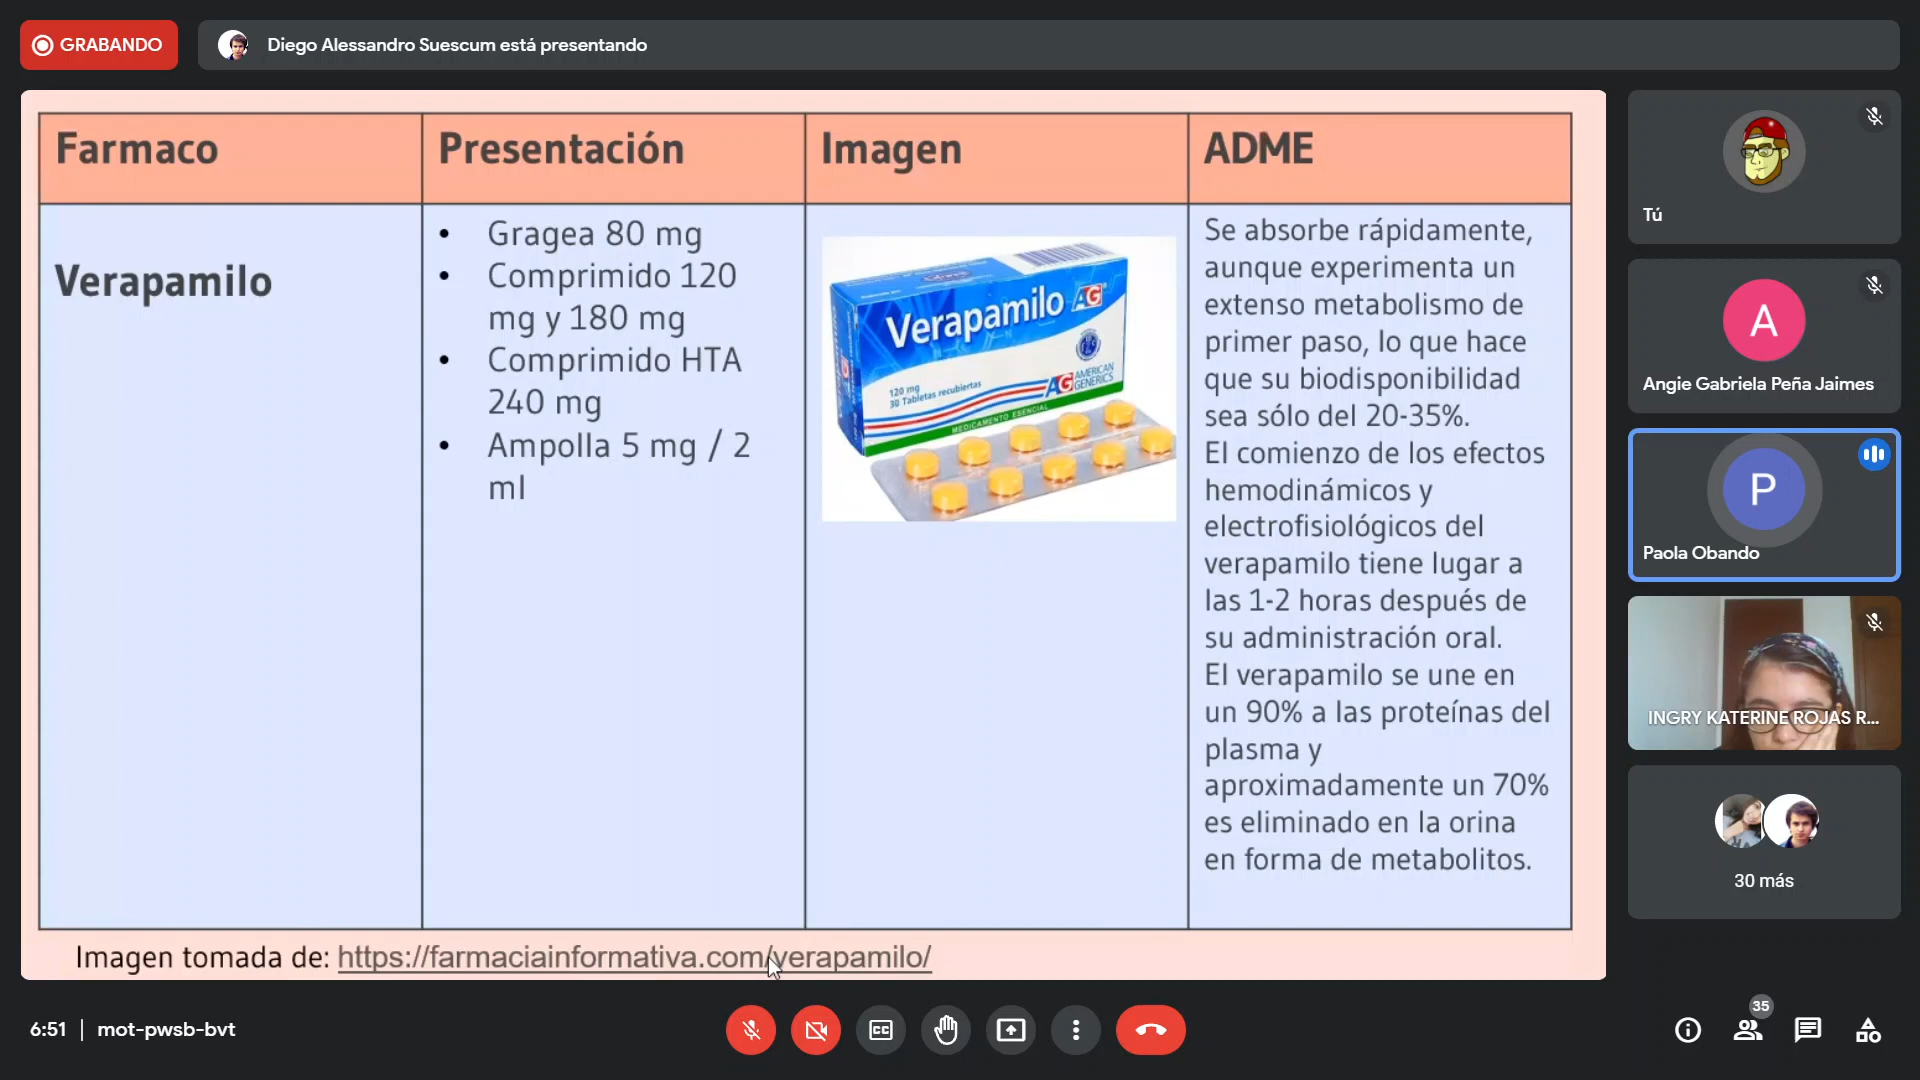 GRABANDO
Diego Alessandro Suescum está presentando
Farmaco
Presentación
Imagen
ADME
Verapamilo
• Gragea 80 mg
• Comprimido 120
mg y 180 mg
• Comprimido HTA
240 mg
• Ampolla 5 mg / 2
ml
Verapamilo AG
120 mg
30 Tabletas recubiertas
AG AMERICAN
GENERICS
MEDICAMENTO ESENCIAL
Se absorbe rápidamente,
aunque experimenta un
extenso metabolismo de
primer paso, lo que hace
que su biodisponibilidad
sea sólo del 20-35%.
El comienzo de los efectos
hemodinámicos y
electrofisiológicos del
verapamilo tiene lugar a
las 1-2 horas después de
su administración oral.
El verapamilo se une en
un 90% a las proteínas del
plasma y
aproximadamente un 70%
es eliminado en la orina
en forma de metabolitos.
Imagen tomada de: https://farmaciainformativa.com/verapamilo/
Tú
A
Angie Gabriela Peña Jaimes
P
Paola Obando
INGRY KATERINE ROJAS R...
30 más
6:51 | mot-pwsb-bvt
CC
35